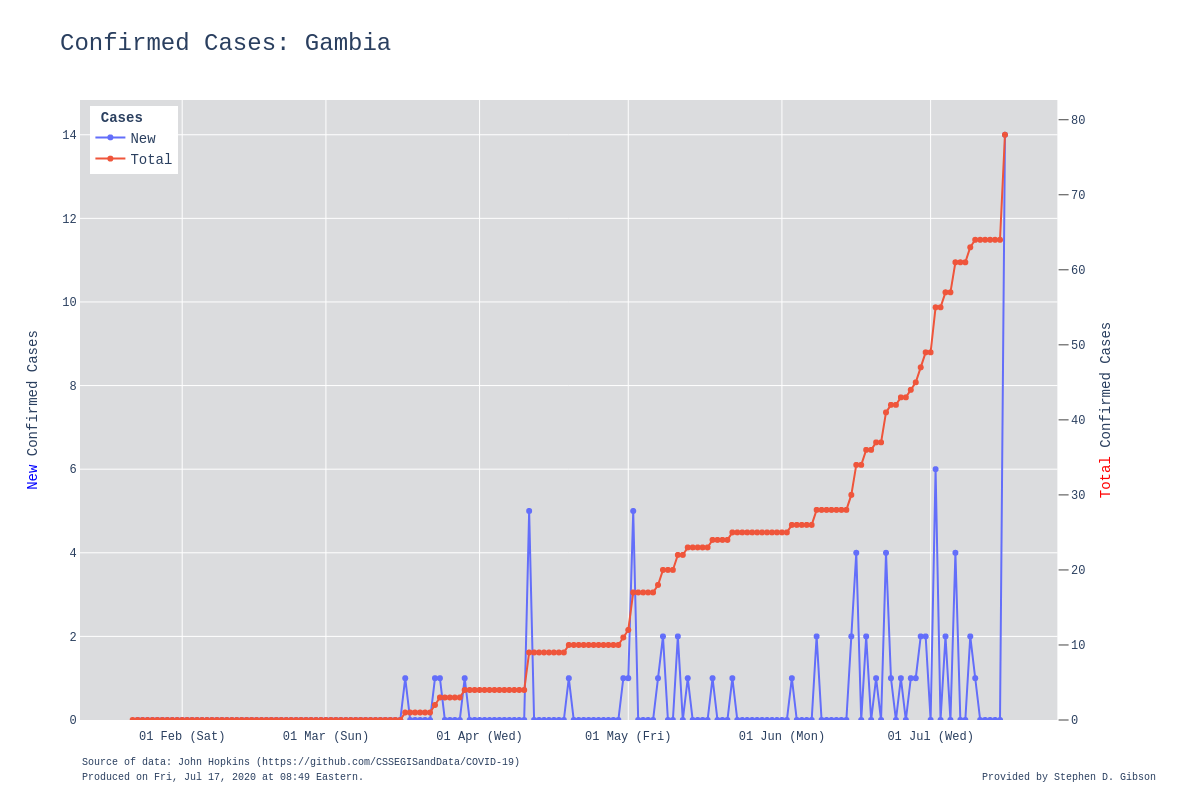 Confirmed Cases: Gambia
Cases
New
Total
14
12
10
8
6
4
2
0
80
70
60
50
40
30
20
10
0
New Confirmed Cases
Total Confirmed Cases
01 Feb (Sat)
01 Mar (Sun)
01 Apr (Wed)
01 May (Fri)
01 Jun (Mon)
01 Jul (Wed)
Source of data: John Hopkins (https://github.com/CSSEGISandData/COVID-19)
Produced on Fri, Jul 17, 2020 at 08:49 Eastern.
Provided by Stephen D. Gibson